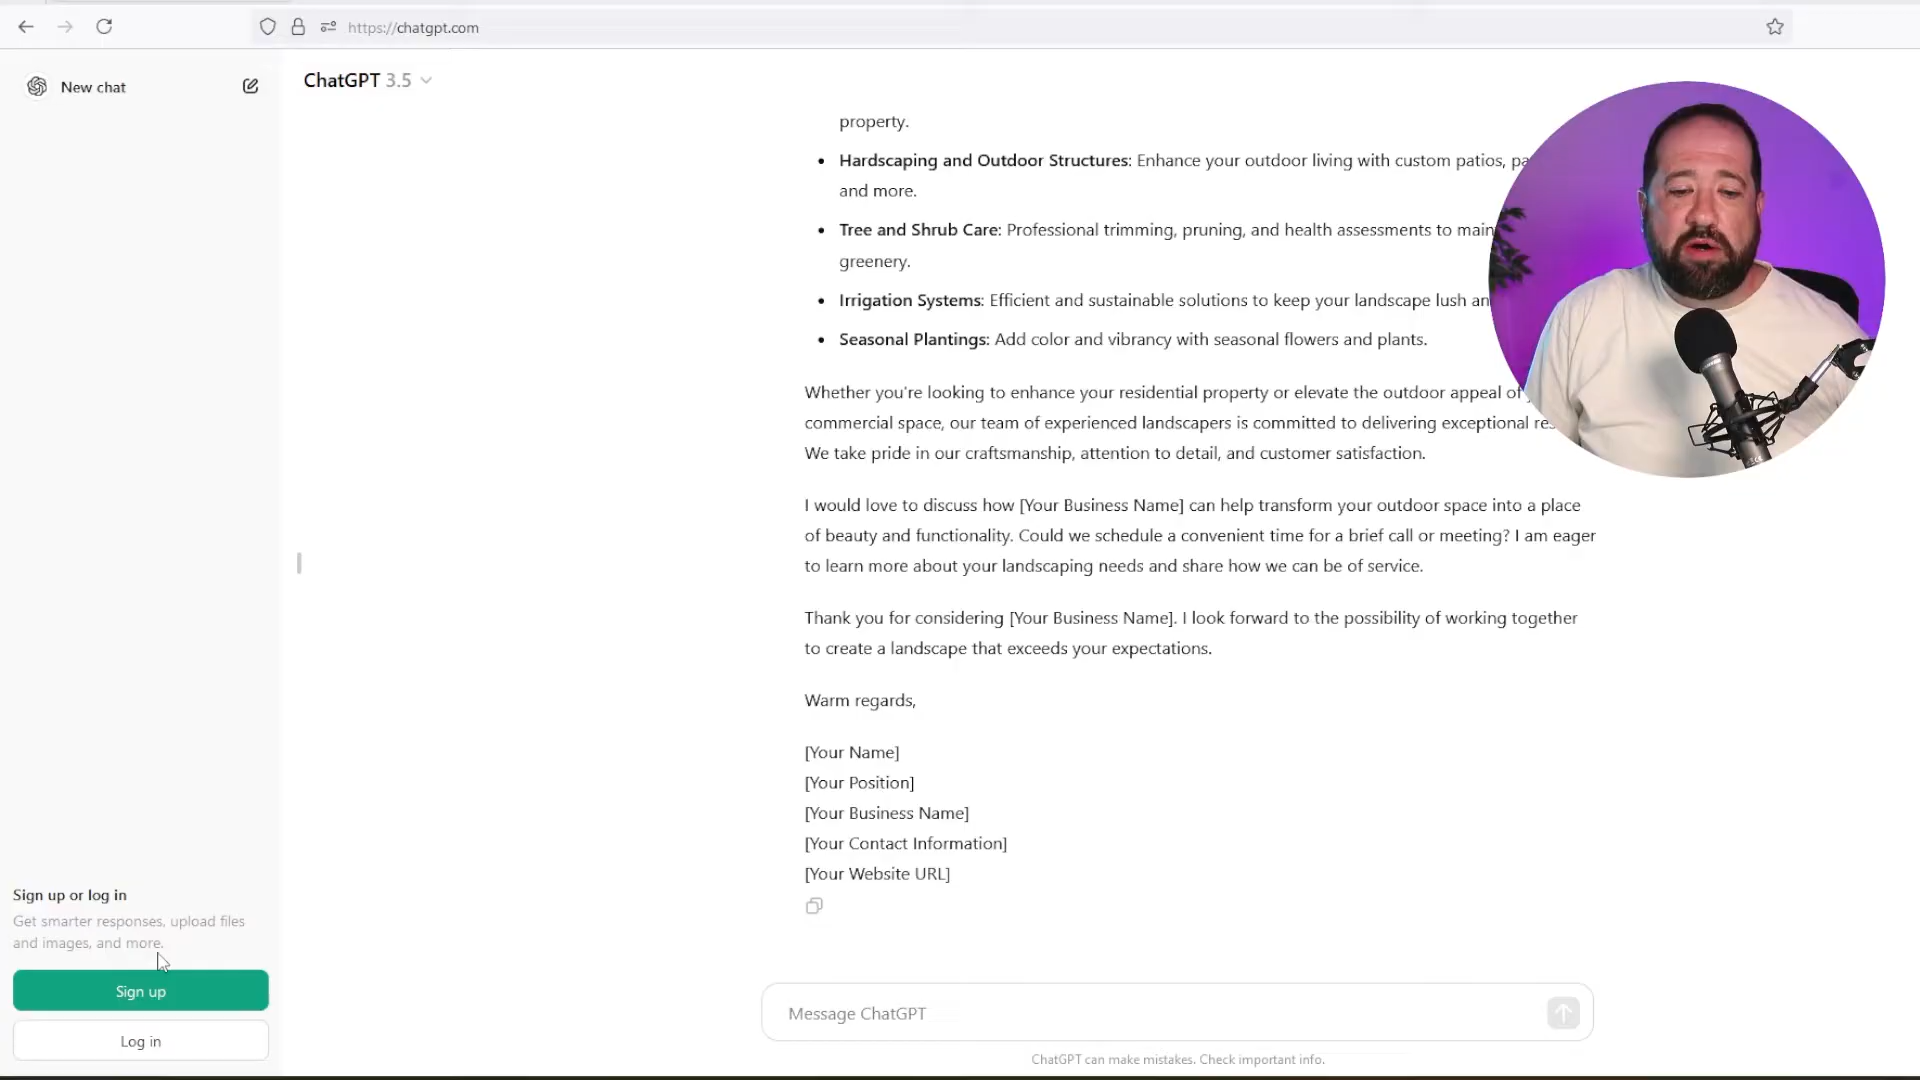 https://chatgpt.com
New chat
ChatGPT 3.5
property.
Hardscaping and Outdoor Structures: Enhance your outdoor living with custom patios,
and more.
Tree and Shrub Care: Professional trimming, pruning, and health assessments to
greenery.
Irrigation Systems: Efficient and sustainable solutions to keep your landscape lush
Seasonal Plantings: Add color and vibrancy with seasonal flowers and plants.
Whether you're looking to enhance your residential property or elevate the outdoor appeal of
commercial space, our team of experienced landscapers is committed to delivering exceptional
We take pride in our craftsmanship, attention to detail, and customer satisfaction.
I would love to discuss how [Your Business Name] can help transform your outdoor space into a place
of beauty and functionality. Could we schedule a convenient time for a brief call or meeting? I am eager
to learn more about your landscaping needs and share how we can be of service.
Thank you for considering [Your Business Name]. I look forward to the possibility of working together
to create a landscape that exceeds your expectations.
Warm regards,
[Your Name]
[Your Position]
[Your Business Name]
[Your Contact Information]
[Your Website URL]
Sign up or log in
Get smarter responses, upload files
and images, and more.
Sign up
Log in
Message ChatGPT
ChatGPT can make mistakes. Check important info.